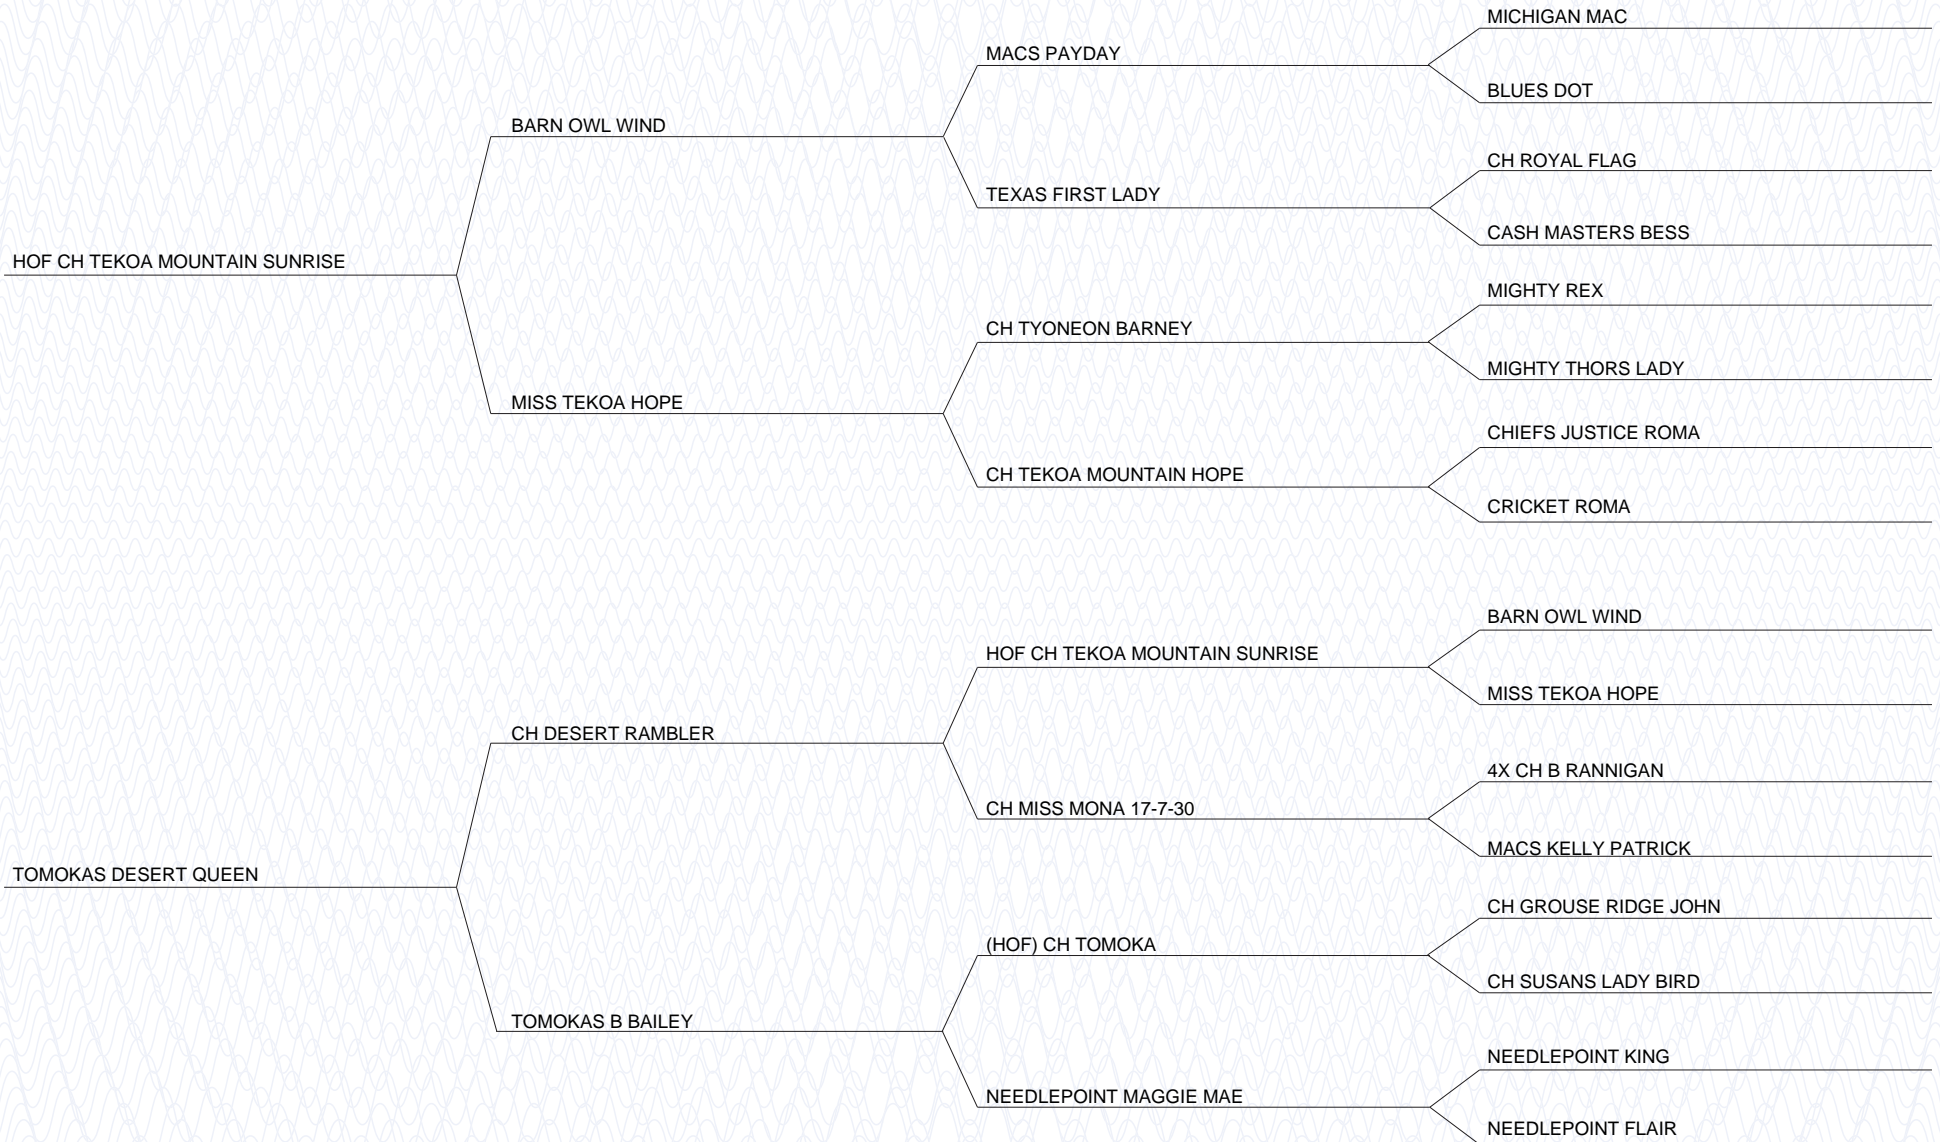 MICHIGAN MAC
MACS PAYDAY
BLUES DOT
BARN OWL WIND
CH ROYAL FLAG
TEXAS FIRST LADY
CASH MASTERS BESS
HOF CH TEKOA MOUNTAIN SUNRISE
MIGHTY REX
CH TYONEON BARNEY
MIGHTY THORS LADY
MISS TEKOA HOPE
CHIEFS JUSTICE ROMA
CH TEKOA MOUNTAIN HOPE
CRICKET ROMA
BARN OWL WIND
HOF CH TEKOA MOUNTAIN SUNRISE
MISS TEKOA HOPE
CH DESERT RAMBLER
4X CH B RANNIGAN
CH MISS MONA 17-7-30
MACS KELLY PATRICK
TOMOKAS DESERT QUEEN
CH GROUSE RIDGE JOHN
(HOF) CH TOMOKA
CH SUSANS LADY BIRD
TOMOKAS B BAILEY
NEEDLEPOINT KING
NEEDLEPOINT MAGGIE MAE
NEEDLEPOINT FLAIR